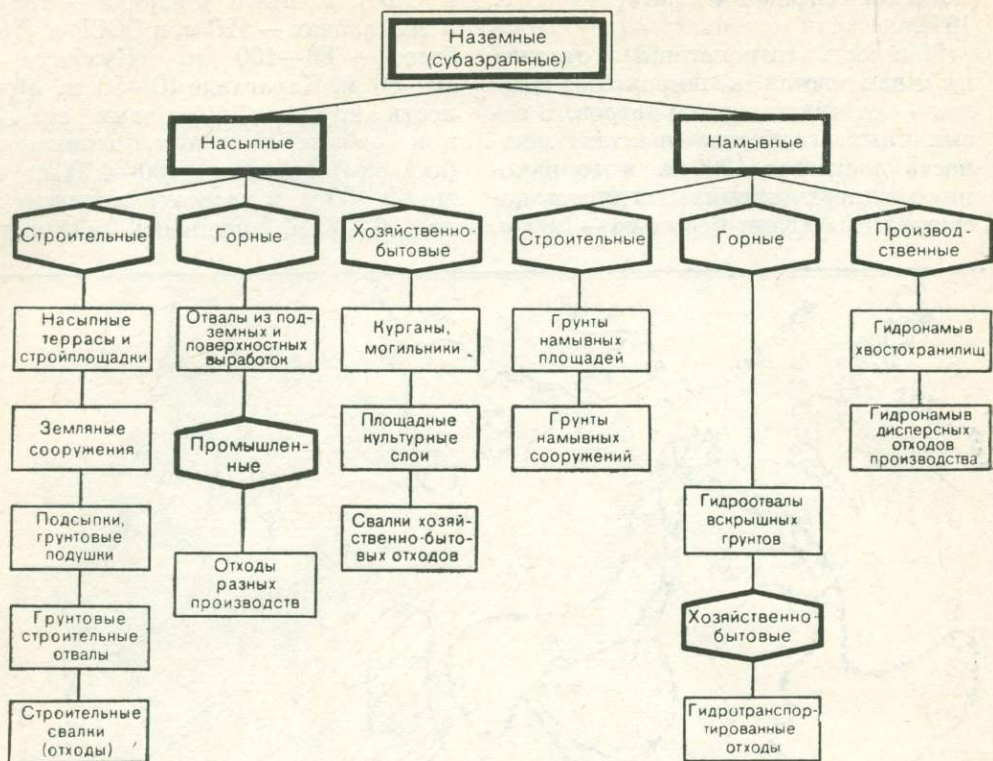 Наземные
(субаэральные)
Насыпные
Намывные
Строительные
Горные
Хозяйственно-
бытовые
Строительные
Горные
Производ-
ственные
Насыпные
террасы и
стройплощадки
Отвалы из под-
земных и
поверхностных
выработок
Курганы,
могильники
Грунты
намывных
площадей
Гидронамыв
хвостохранилищ
Земляные
сооружения
Промышлен-
ные
Площадные
культурные
слои
Грунты
намывных
сооружений
Гидронамыв
дисперсных
отходов
производства
Подсыпки,
грунтовые
подушки
Отходы
разных
производств
Свалки хозяй-
ственно-быто-
вых отходов
Гидроотвалы
вскрышных
грунтов
Грунтовые
строительные
отвалы
Хозяйственно-
бытовые
Строительные
свалки
(отходы)
Гидротранспор-
тированные
отходы